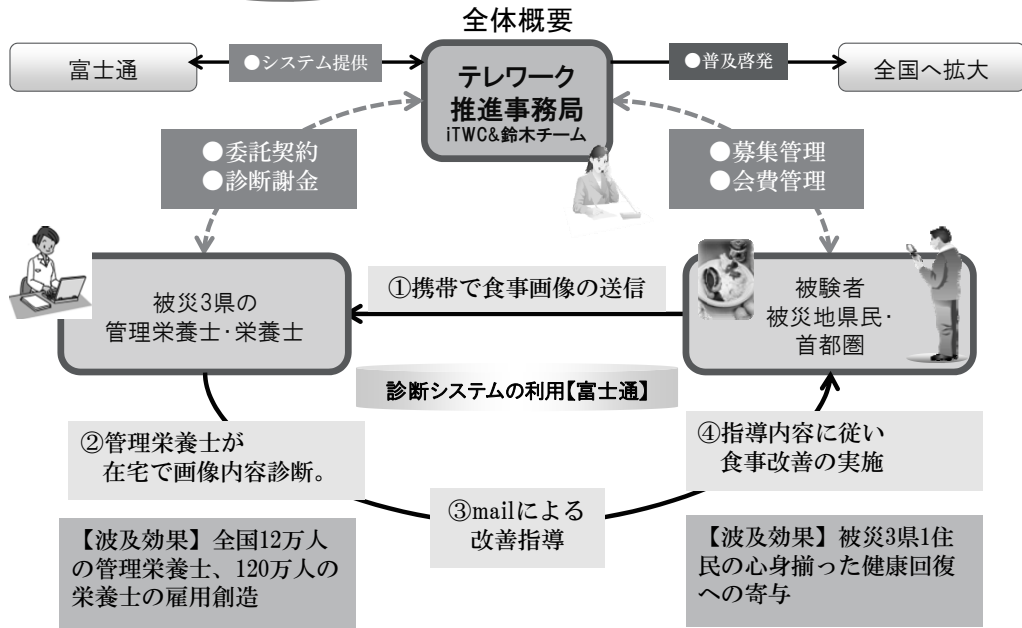 全体概要
富士通
●システム提供
テレワーク
推進事務局
iTWC&鈴木チーム
●普及啓発
全国へ拡大
●委託契約
●診断謝金
●募集管理
●会費管理
被災3県の
管理栄養士・栄養士
①携帯で食事画像の送信
被験者
被災地県民・
首都圏
診断システムの利用【富士通】
②管理栄養士が
在宅で画像内容診断。
③mailによる
改善指導
④指導内容に従い
食事改善の実施
【波及効果】全国12万人
の管理栄養士、120万人の
栄養士の雇用創造
【波及効果】被災3県1住
民の心身揃った健康回復
への寄与